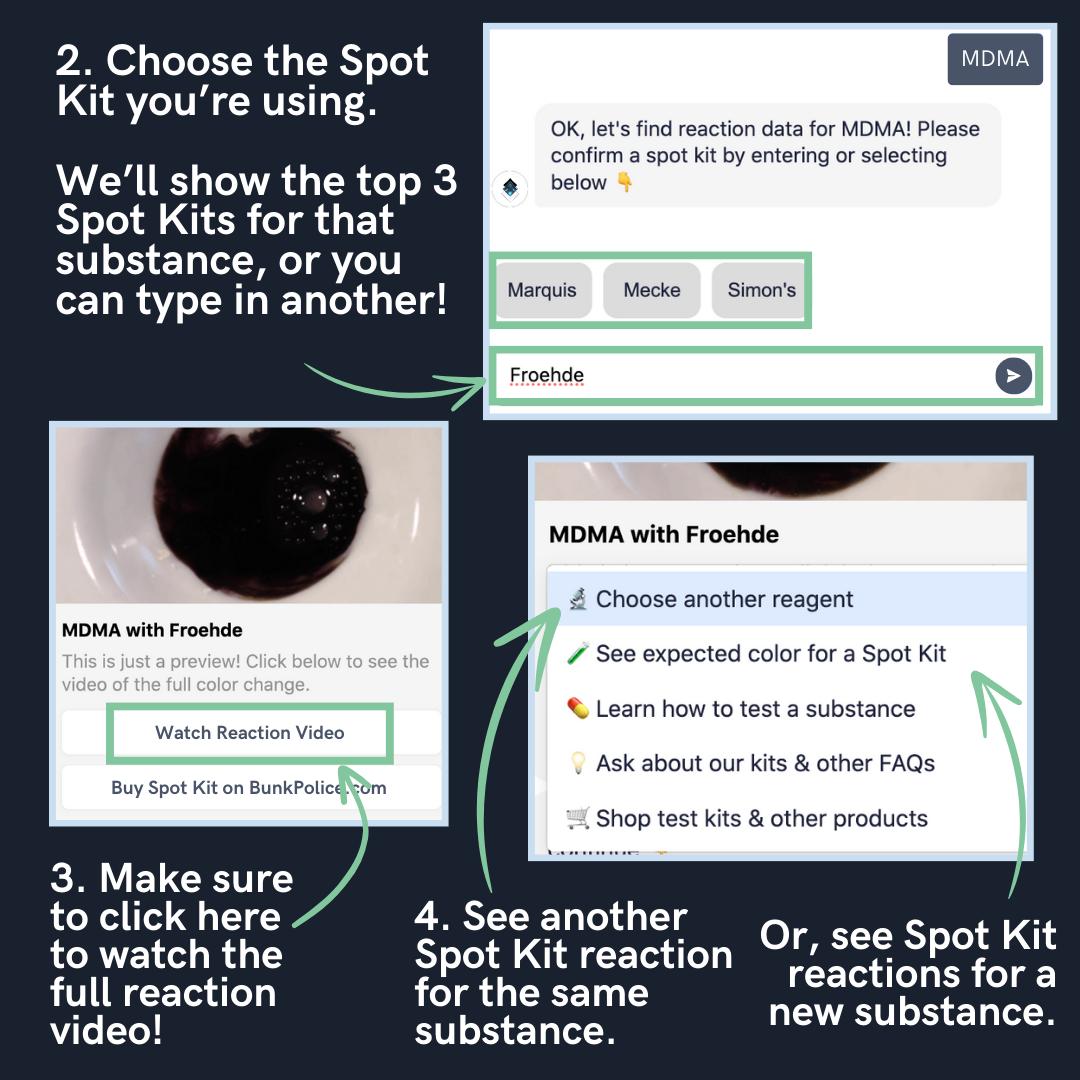 2. Choose the Spot
Kit you’re using.
We’ll show the top 3
Spot Kits for that
substance, or you
can type in another!
MDMA
OK, let's find reaction data for MDMA! Please
confirm a spot kit by entering or selecting
below 👇
Marquis
Mecke
Simon's
Froehde
MDMA with Froehde
This is just a preview! Click below to see the
video of the full color change.
Watch Reaction Video
Buy Spot Kit on BunkPolice.com
3. Make sure
to click here
to watch the
full reaction
video!
MDMA with Froehde
🔬 Choose another reagent
🧪 See expected color for a Spot Kit
💊 Learn how to test a substance
💡 Ask about our kits & other FAQs
🛒 Shop test kits & other products
4. See another
Spot Kit reaction
for the same
substance.
Or, see Spot Kit
reactions for a
new substance.